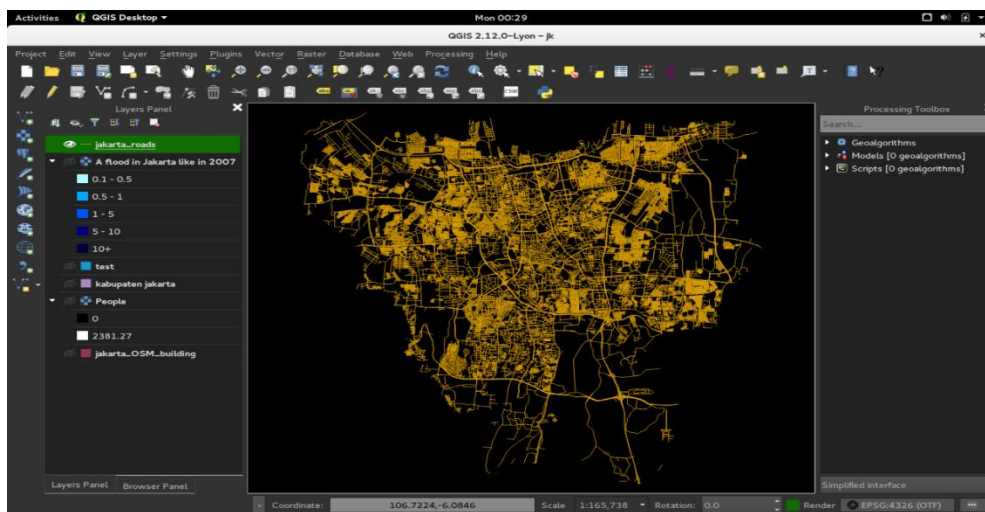 Activities QGIS Desktop Mon 00:29
QGIS 2.12.0-Lyon - jk
Project Edit View Layer Settings Plugins Vector Raster Database Web Processing Help
CSW
Layers Panel
Processing Toolbox
Search...
jakarta_roads
Geoalgorithms
A flood in Jakarta like in 2007
Models [0 geoalgorithms]
0.1 - 0.5
Scripts [0 geoalgorithms]
0.5 - 1
1 - 5
5 - 10
10+
test
kabupaten jakarta
People
0
2381.27
jakarta_OSM_building
Layers Panel Browser Panel
Simplified interface
Coordinate: 106.7224,-6.0846 Scale 1:165,738 Rotation: 0.0 Render EPSG:4326 (OTF)